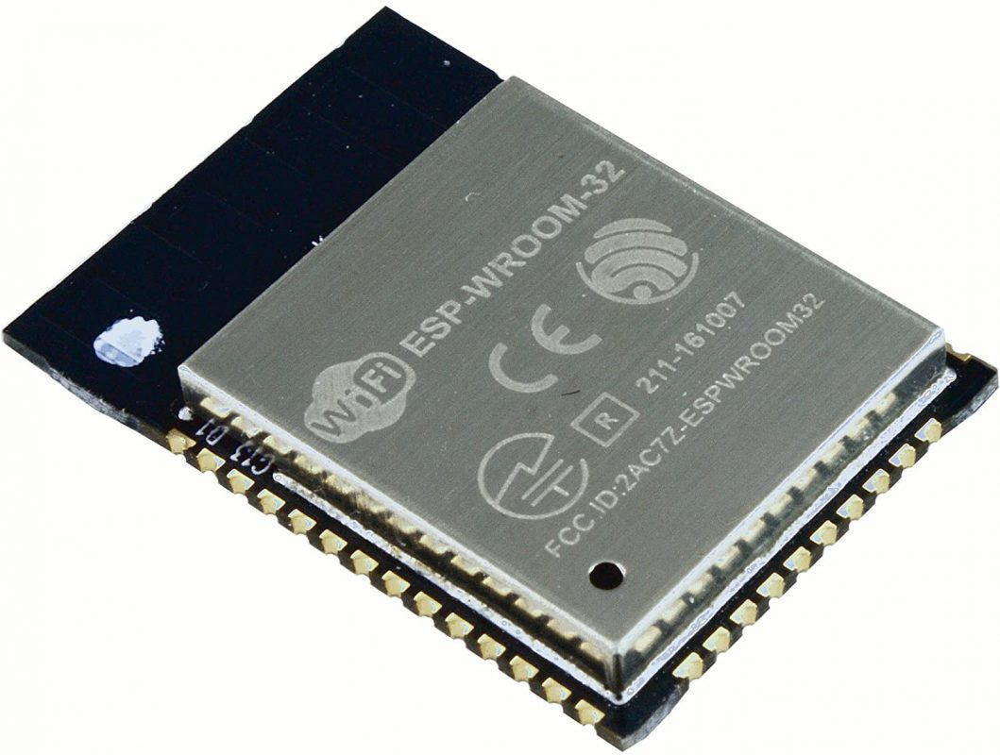 WiFi ESP-WROOM-32
CE
R 211-161007
FCC.ID:2AC7Z-ESPWROOM32
C13 D1